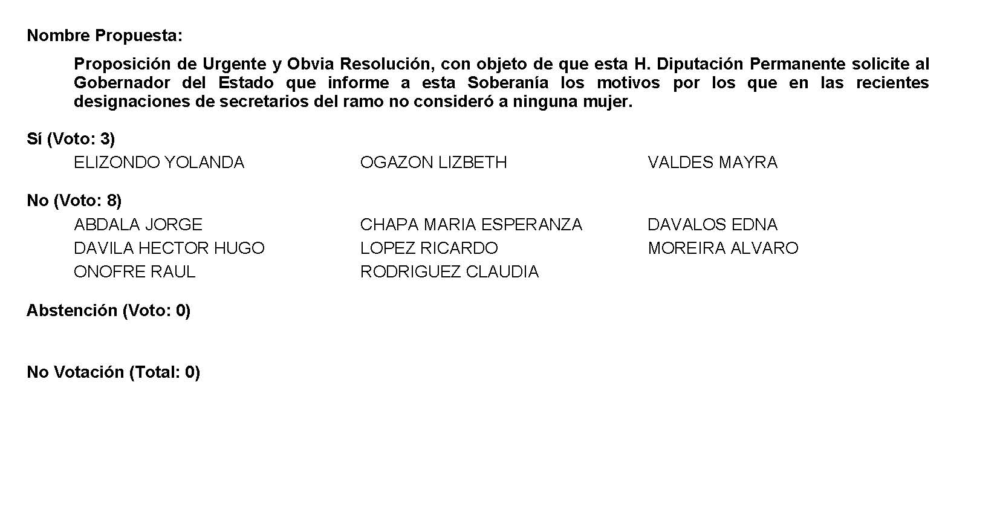 Nombre Propuesta:
Proposición de Urgente y Obvia Resolución, con objeto de que esta H. Diputación Permanente solicite al
Gobernador del Estado que informe a esta Soberanía los motivos por los que en las recientes
designaciones de secretarios del ramo no consideró a ninguna mujer.
Sí (Voto: 3)
ELIZONDO YOLANDA OGAZON LIZBETH VALDES MAYRA
No (Voto: 8)
ABDALA JORGE CHAPA MARIA ESPERANZA DAVALOS EDNA
DAVILA HECTOR HUGO LOPEZ RICARDO MOREIRA ALVARO
ONOFRE RAUL RODRIGUEZ CLAUDIA
Abstención (Voto: 0)
No Votación (Total: 0)